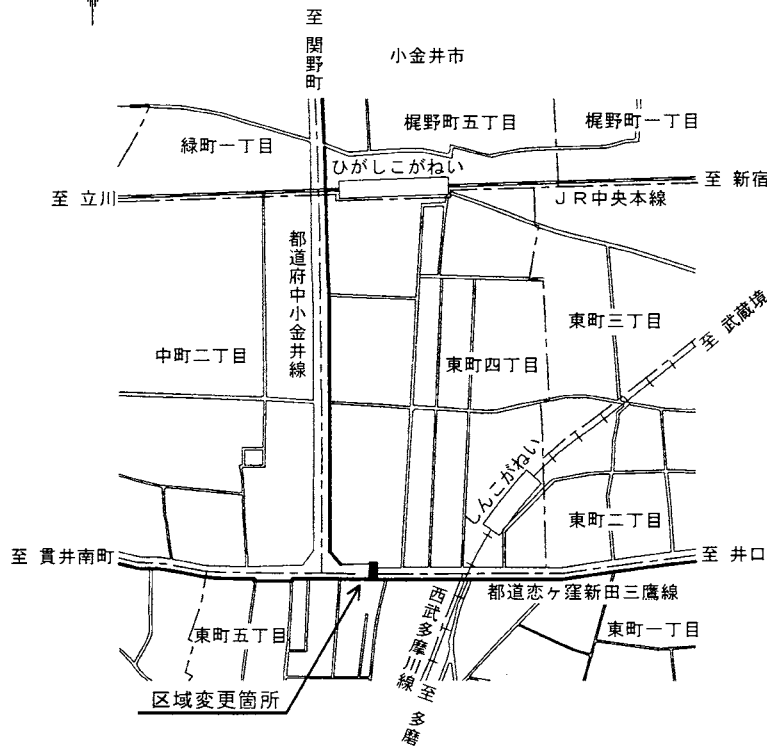 至 関野町
小金井市
緑町一丁目
梶野町五丁目
梶野町一丁目
ひがしこがねい
至 立川
至 新宿
JR中央本線
都道府中小金井線
中町二丁目
東町四丁目
東町三丁目
至 武蔵境
しんこがねい
東町二丁目
至 貫井南町
至 井口
都道恋ヶ窪新田三鷹線
東町五丁目
東町一丁目
西武多摩川線
至 多磨
区域変更箇所